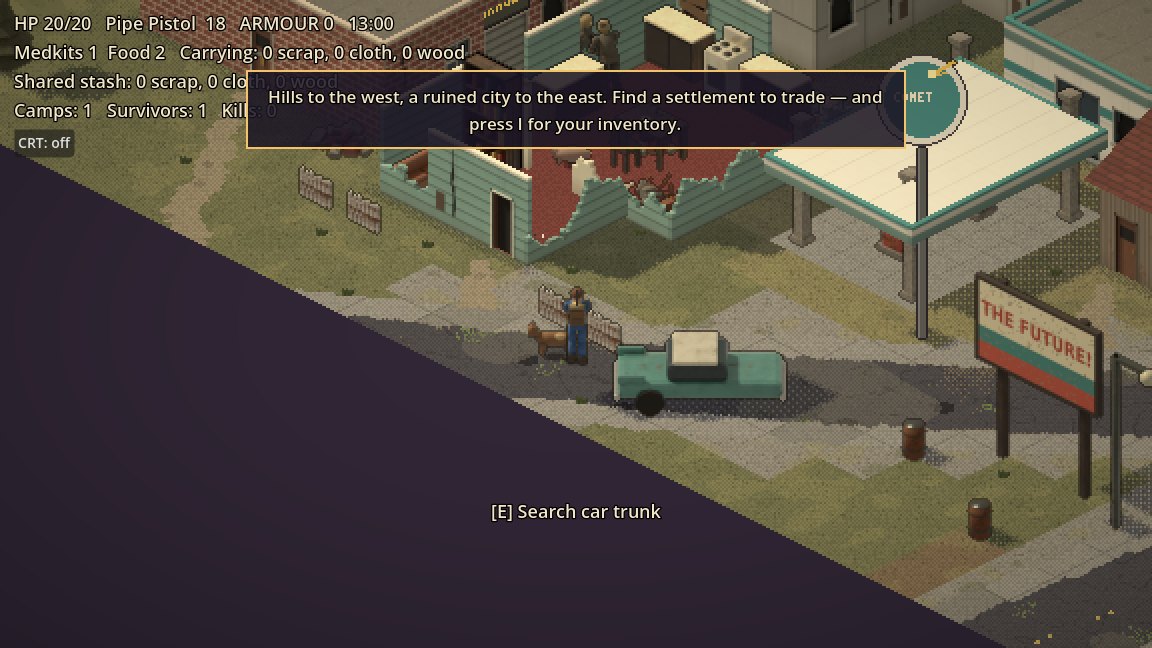 HP 20/20 Pipe Pistol 18 ARMOUR 0 13:00
Medkits 1 Food 2 Carrying: 0 scrap, 0 cloth, 0 wood
Shared stash: 0 scrap, 0 cloth, 0 wood
Camps: 1 Survivors: 1 Kills: 0
CRT: off
Hills to the west, a ruined city to the east. Find a settlement to trade — and
press I for your inventory.
COMET
THE FUTURE!
[E] Search car trunk